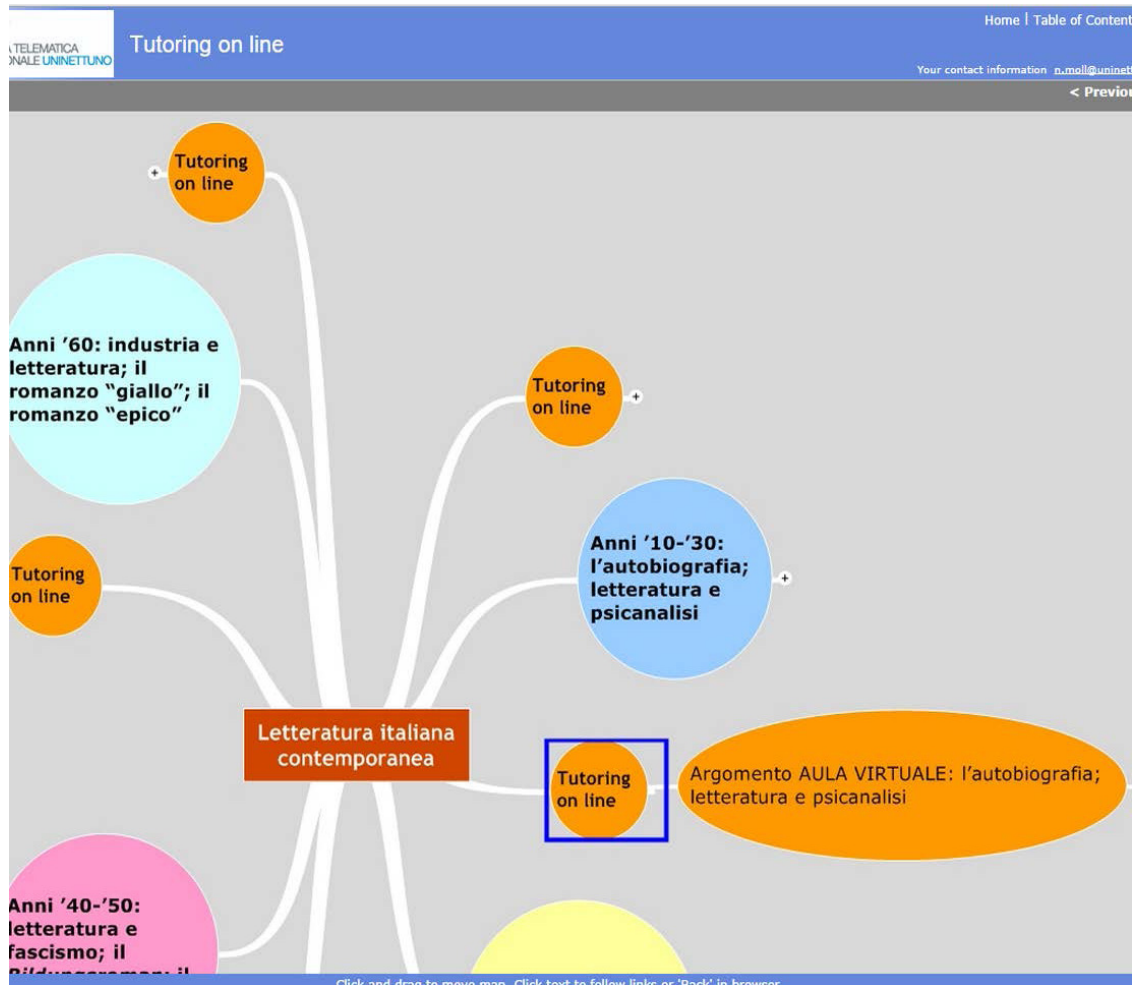 TELEMATICA
UNINETTUNO
Tutoring on line
Home | Table of Content
Your contact information n.moll@uninett
< Previou
Tutoring
on line
Anni '60: industria e
letteratura; il
romanzo "giallo"; il
romanzo "epico"
Tutoring
on line
Anni '10-'30:
l'autobiografia;
letteratura e
psicanalisi
Tutoring
on line
Letteratura italiana
contemporanea
Tutoring
on line
Argomento AULA VIRTUALE: l'autobiografia;
letteratura e psicanalisi
Anni '40-'50:
letteratura e
fascismo; il
Bildungsroman; il
Click and drag to move map. Click text to follow links or 'Back' in browser